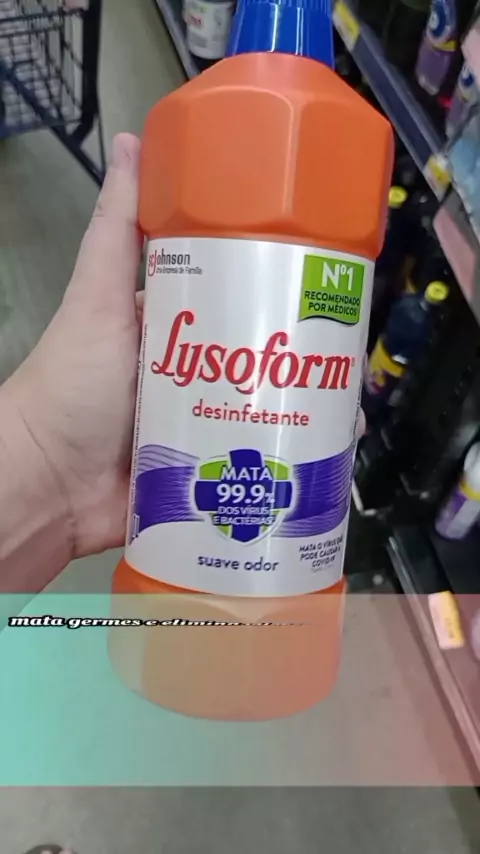 SC Johnson
Uma Empresa de Família
Nº1
RECOMENDADO
POR MÉDICOS
Lysoform
desinfetante
MATA
99.9%
DOS VÍRUS
E BACTÉRIAS
suave odor
MATA O VÍRUS QUE
PODE CAUSAR A
COVID-19
mata germes e elimina